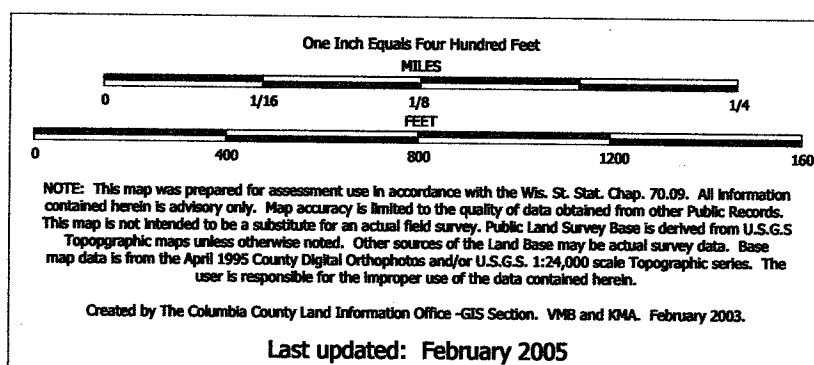 One Inch Equals Four Hundred Feet
MILES
0 1/16 1/8 1/4
FEET
0 400 800 1200 160
NOTE: This map was prepared for assessment use in accordance with the Wis. St. Stat. Chap. 70.09. All information
contained herein is advisory only. Map accuracy is limited to the quality of data obtained from other Public Records.
This map is not intended to be a substitute for an actual field survey. Public Land Survey Base is derived from U.S.G.S
Topopgraphic maps unless otherwise noted. Other sources of the Land Base may be actual survey data. Base
map data is from the April 1995 County Digital Orthophotos and/or U.S.G.S. 1:24,000 scale Topographic series. The
user is responsible for the improper use of the data contained herein.
Created by The Columbia County Land Information Office -GIS Section. VMB and KMA. February 2003.
Last updated: February 2005